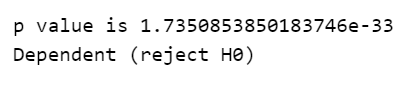 p value is 1.7350853850183746e-33
Dependent (reject H0)